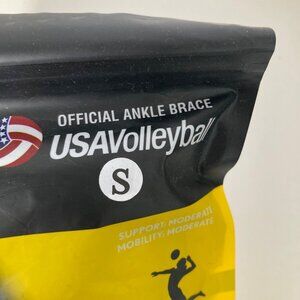 OFFICIAL ANKLE BRACE
USAVolleyball
S
SUPPORT: MODERATE
MOBILITY: MODERATE